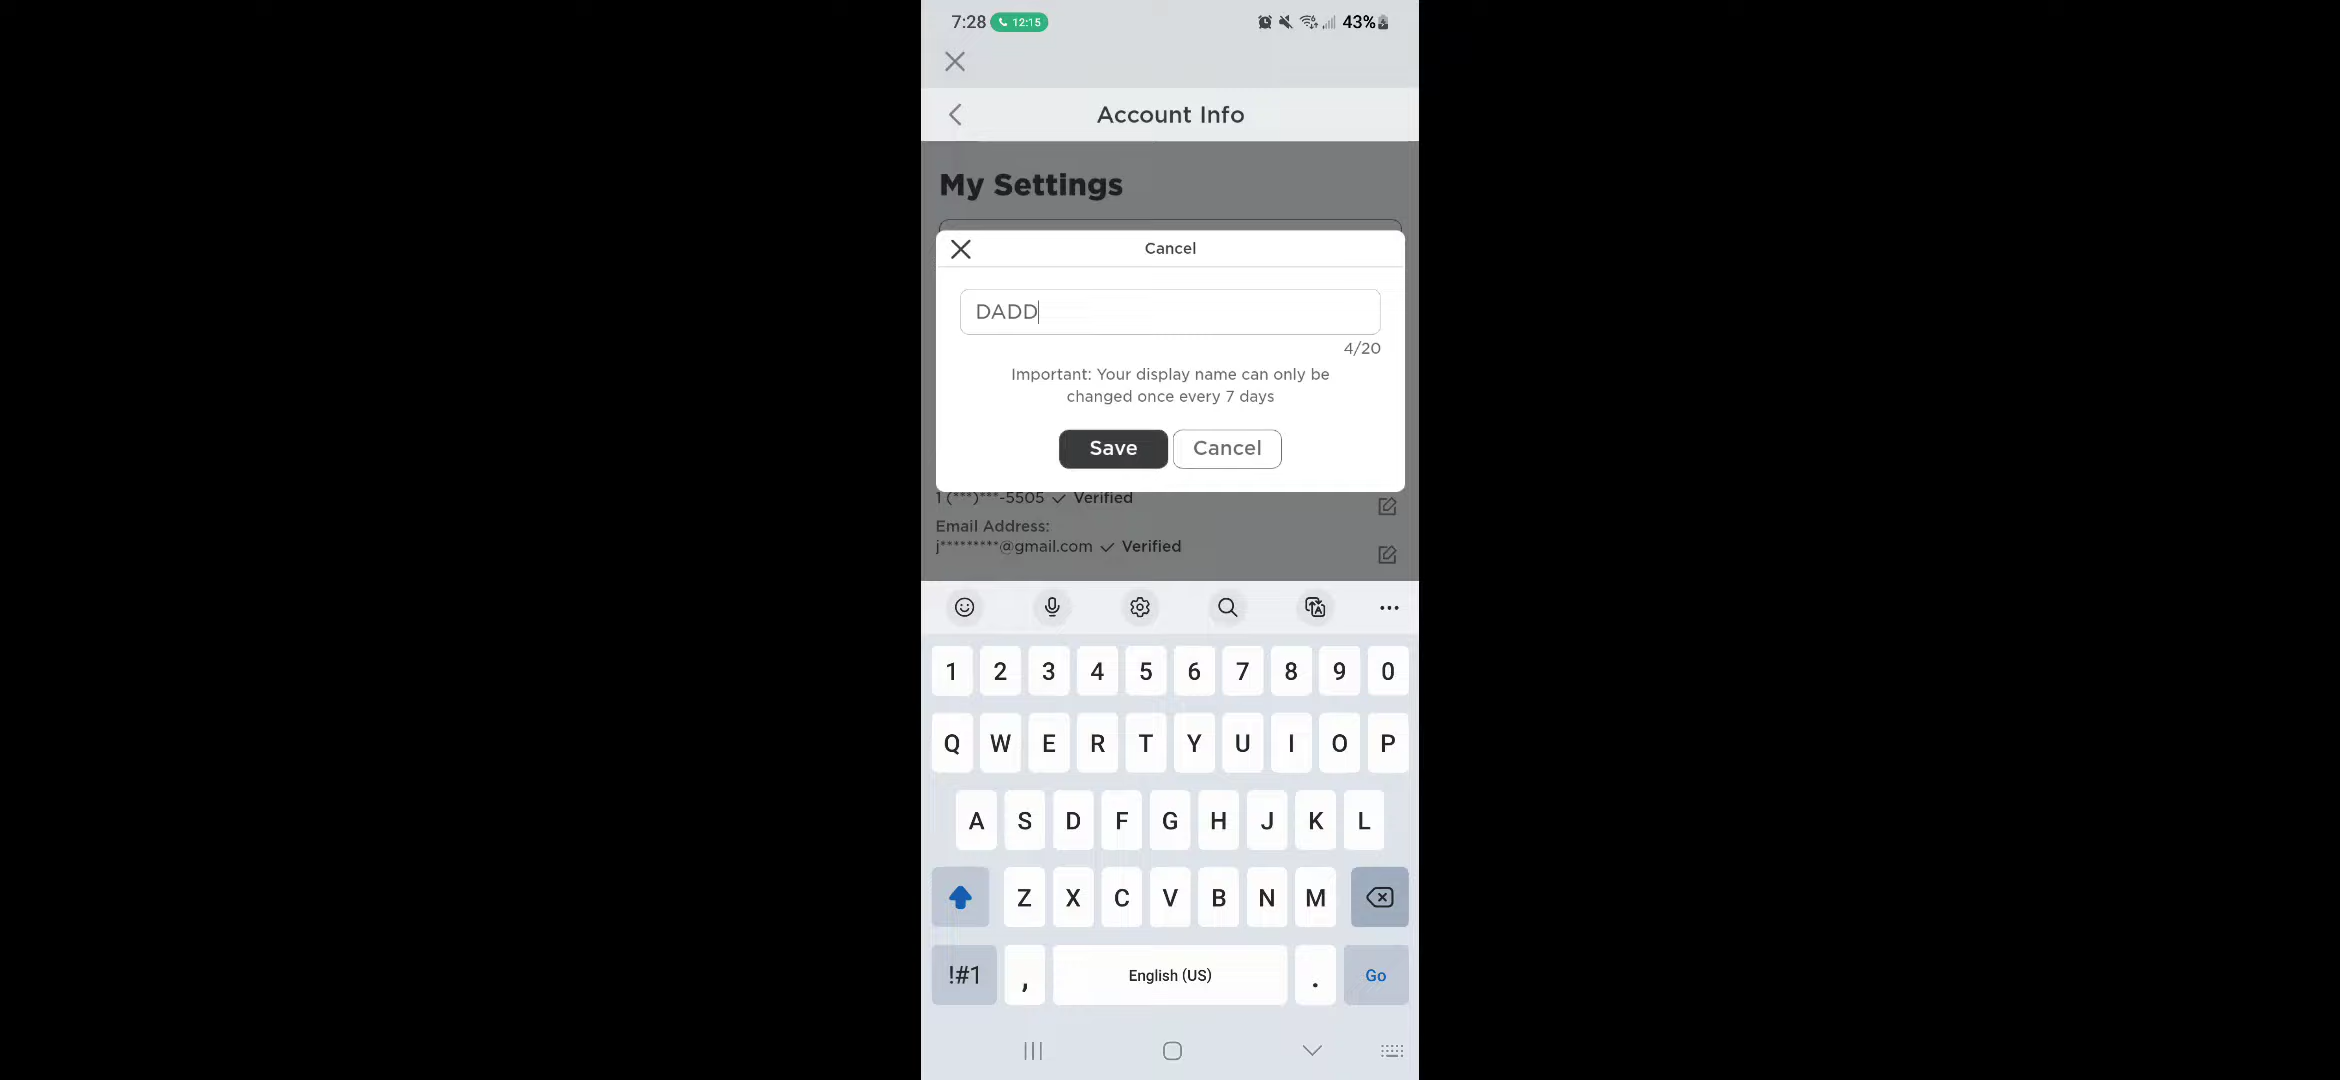 7:28 12:15 43%
Account Info
My Settings
Cancel
DADD
4/20
Important: Your display name can only be
changed once every 7 days
Save Cancel
1 (***)***-5505 Verified
Email Address:
j*********@gmail.com Verified
1 2 3 4 5 6 7 8 9 0
Q W E R T Y U I O P
A S D F G H J K L
Z X C V B N M
!#1 , English (US) . Go